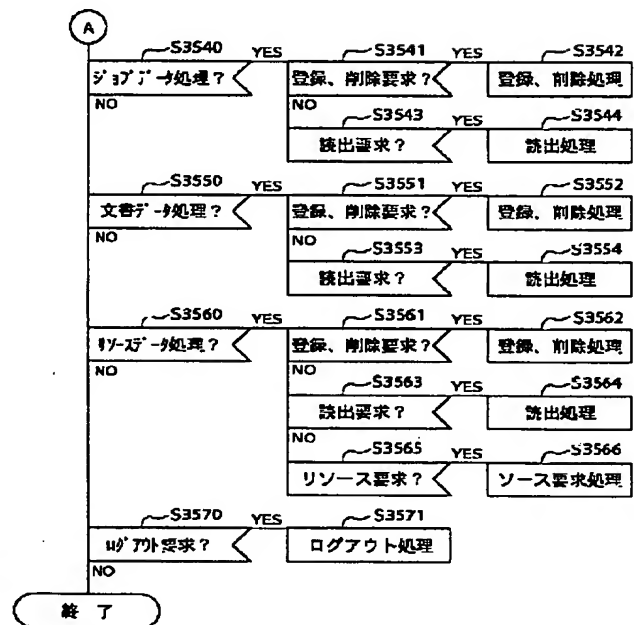 A
S3540 YES S3541 YES S3542
ジョブデータ処理? 登録、削除要求? 登録、削除処理
NO NO
S3543 YES S3544
読出要求? 読出処理
S3550 YES S3551 YES S3552
文書データ処理? 登録、削除要求? 登録、削除処理
NO NO
S3553 YES S3554
読出要求? 読出処理
S3560 YES S3561 YES S3562
リソースデータ処理? 登録、削除要求? 登録、削除処理
NO NO
S3563 YES S3564
読出要求? 読出処理
NO
S3565 YES S3566
リソース要求? ソース要求処理
S3570 YES S3571
ログアウト要求? ログアウト処理
NO
終 了